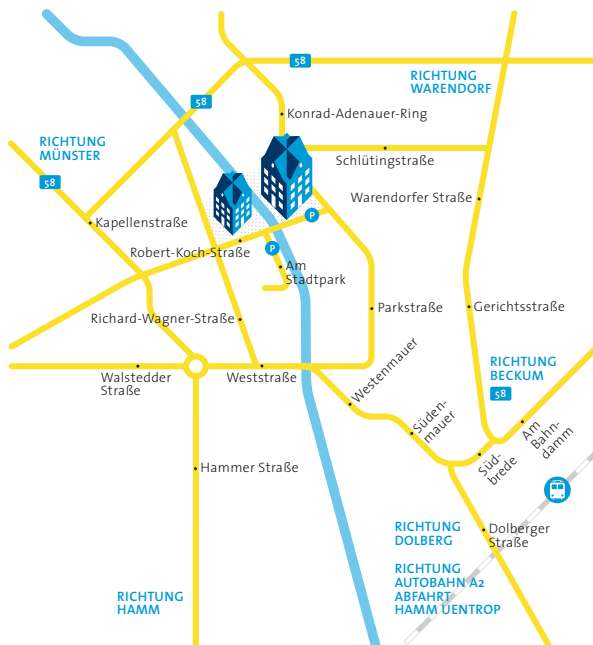 58
RICHTUNG
WARENDORF
58
Konrad-Adenauer-Ring
RICHTUNG
MÜNSTER
58
Schlütingstraße
Warendorfer Straße
P
Kapellenstraße
Robert-Koch-Straße
P
Am
Stadtpark
Richard-Wagner-Straße
Parkstraße
Gerichtsstraße
RICHTUNG
BECKUM
58
Walstedder
Straße
Weststraße
Westenmauer
Süden-
mauer
Am
Bahn-
damm
Süd-
brede
Hammer Straße
RICHTUNG
DOLBERG
Dolberger
Straße
RICHTUNG
AUTOBAHN A2
ABFAHRT
HAMM UENTROP
RICHTUNG
HAMM